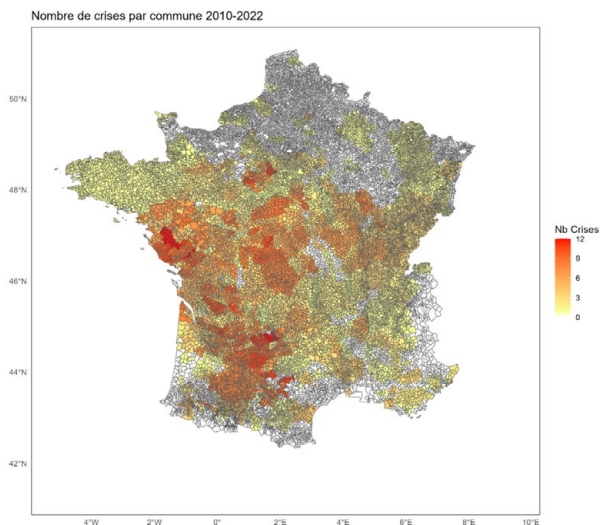 Nombre de crises par commune 2010-2022
50°N
48°N
46°N
44°N
42°N
4°W
2°W
0°
2°E
4°E
6°E
8°E
10°E
Nb Crises
12
9
6
3
0